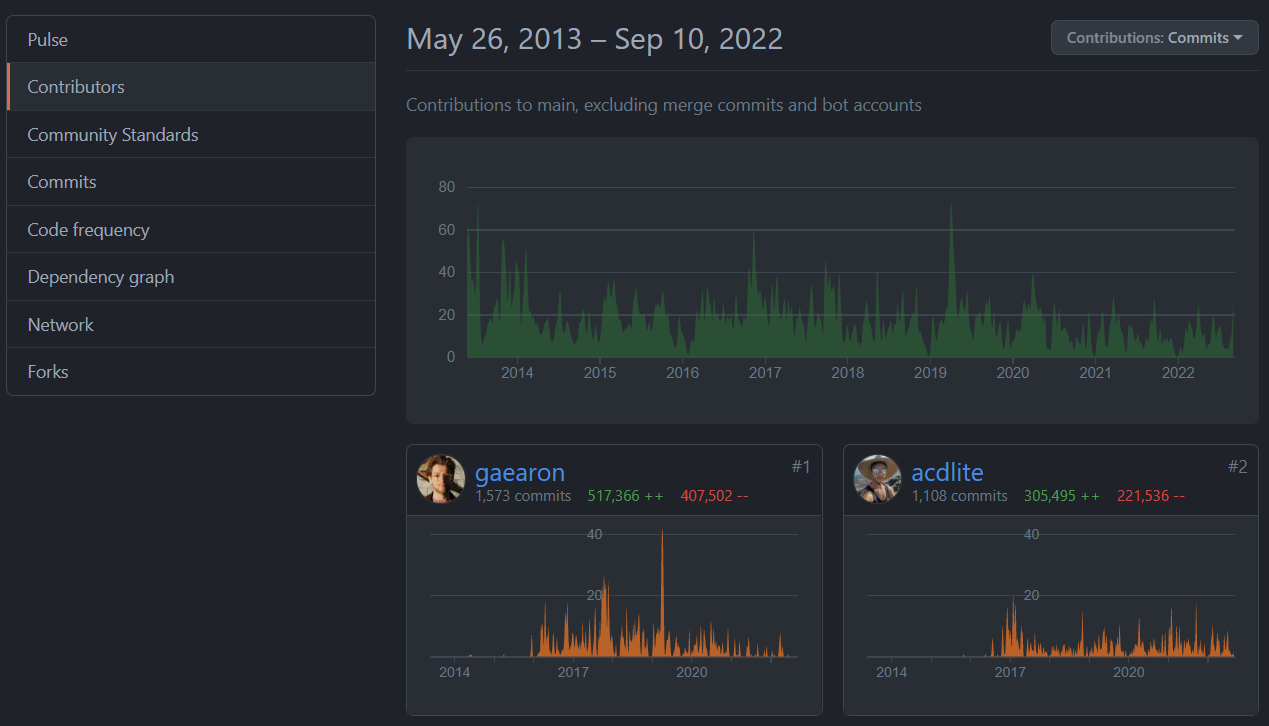 Pulse
Contributors
Community Standards
Commits
Code frequency
Dependency graph
Network
Forks
May 26, 2013 – Sep 10, 2022
Contributions: Commits
Contributions to main, excluding merge commits and bot accounts
80
60
40
20
0
2014 2015 2016 2017 2018 2019 2020 2021 2022
gaearon #1
1,573 commits 517,366 ++ 407,502 --
40
20
2014 2017 2020
acdlite #2
1,108 commits 305,495 ++ 221,536 --
40
20
2014 2017 2020